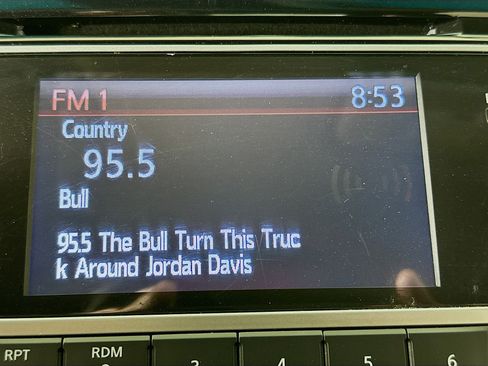 FM 1 8:53
Country
95.5
Bull
95.5 The Bull Turn This Truc
k Around Jordan Davis
RPT RDM 3 4 5 6